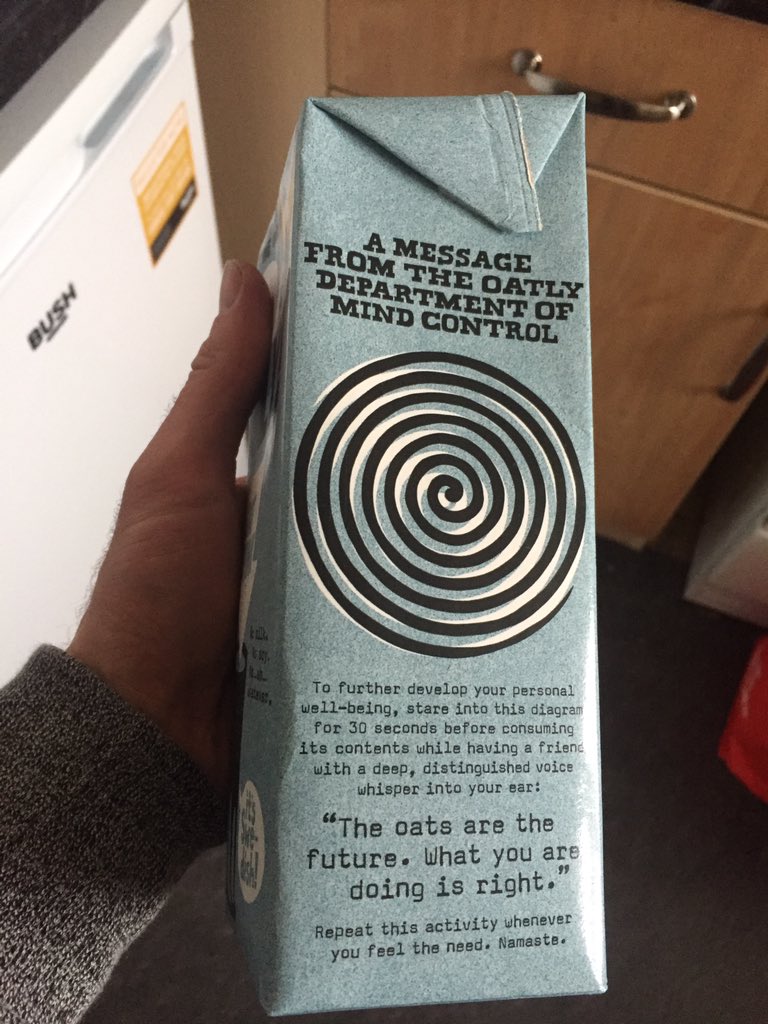 A MESSAGE
FROM THE OATLY
DEPARTMENT OF
MIND CONTROL
To further develop your personal
well-being, stare into this diagram
for 30 seconds before consuming
its contents while having a friend
with a deep, distinguished voice
whisper into your ear:
“The oats are the
future. What you are
doing is right.”
Repeat this activity whenever
you feel the need. Namaste.
BUSH